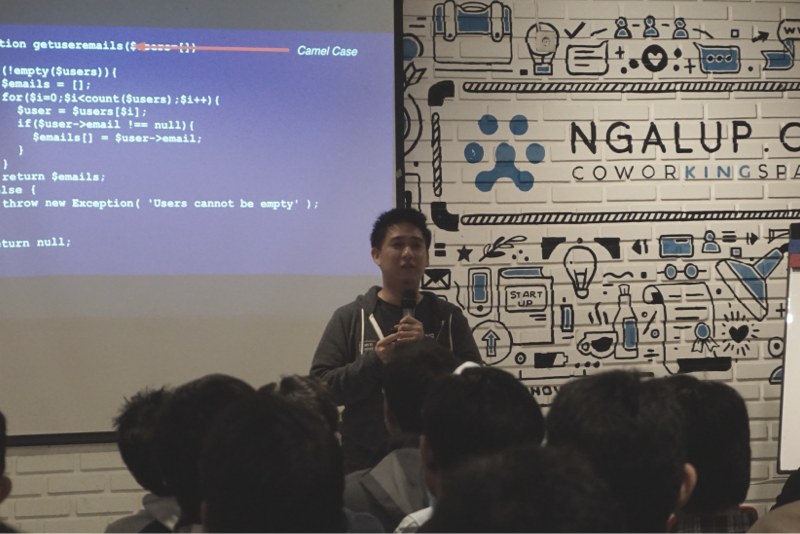 tion getuseremails($users=[])
Camel Case
(!empty($users)){
$emails = [];
for($i=0;$i<count($users);$i++){
$user = $users[$i];
if($user->email !== null){
$emails[] = $user->email;
}
}
return $emails;
lse {
throw new Exception( 'Users cannot be empty' );
turn null;
NGALUP.C
COWORKINGSPA
START
UP